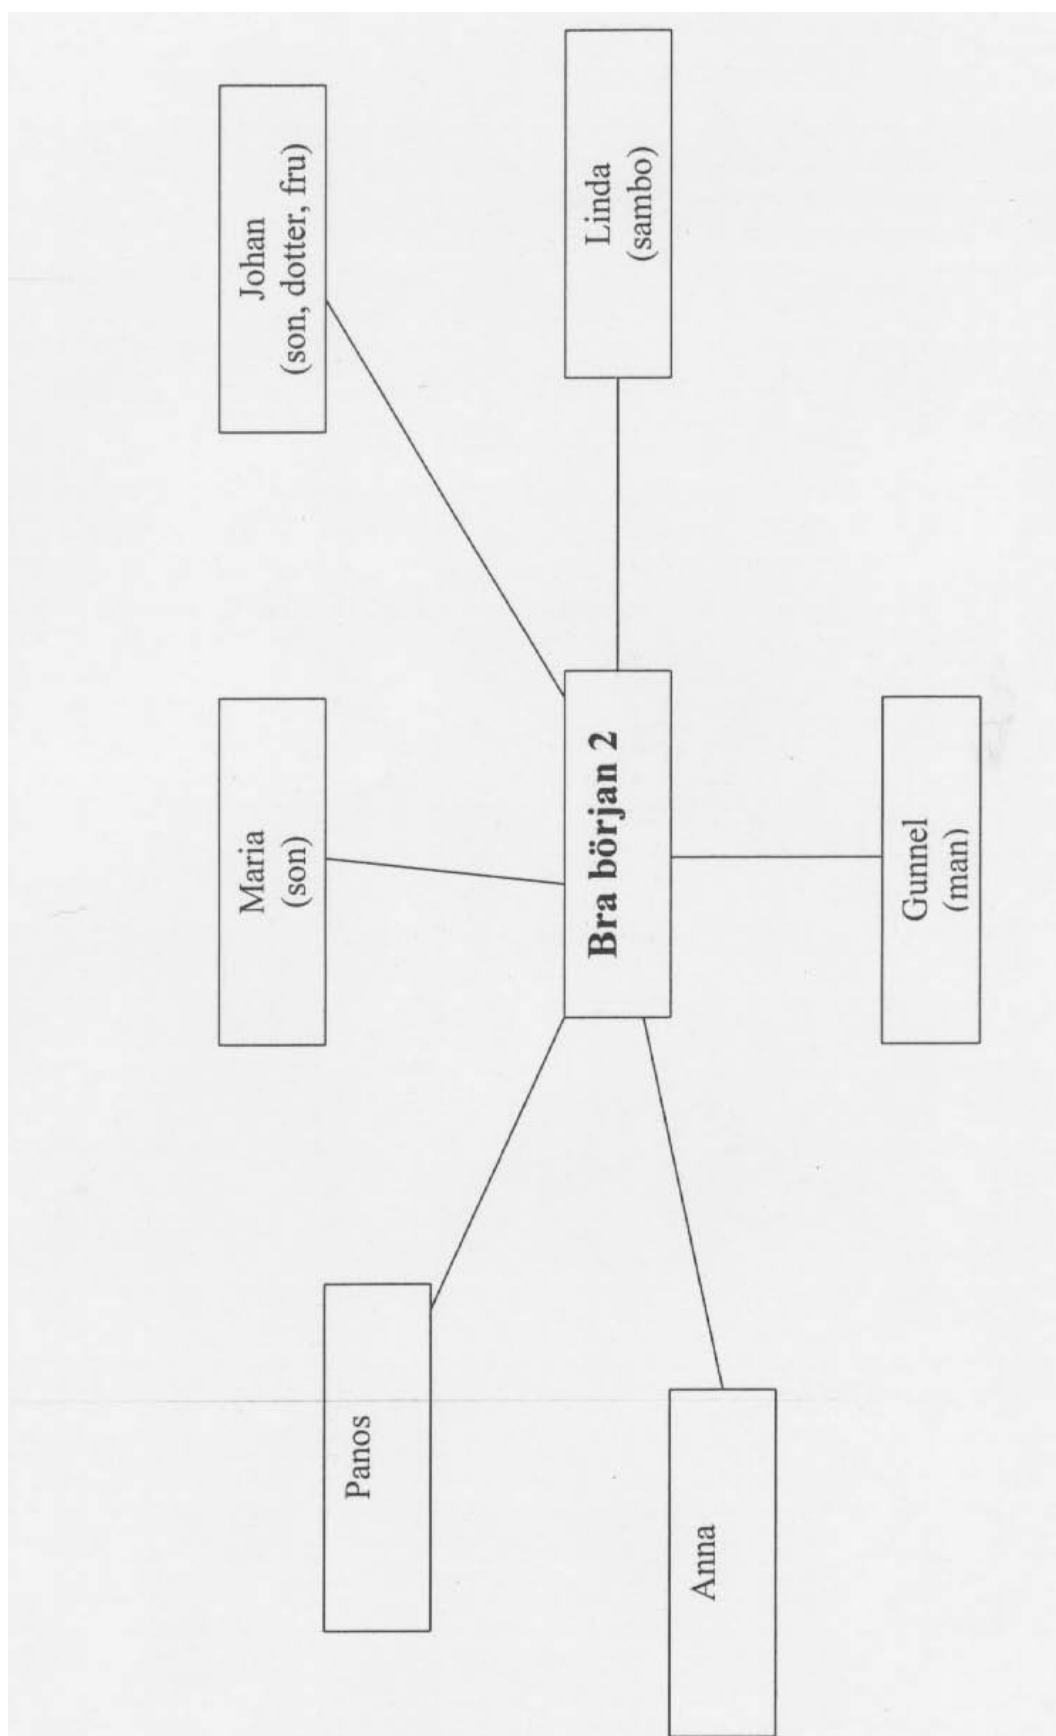 Maria
(son)
Johan
(son, dotter, fru)
Panos
Bra början 2
Linda
(sambo)
Anna
Gunnel
(man)